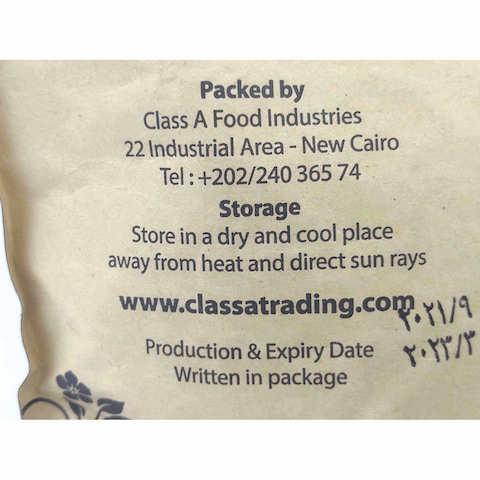 Packed by
Class A Food Industries
22 Industrial Area - New Cairo
Tel : +202/240 365 74
Storage
Store in a dry and cool place
away from heat and direct sun rays
www.classatrading.com
٢٠٢١/٩
Production & Expiry Date
٢٠٢٣/٣
Written in package